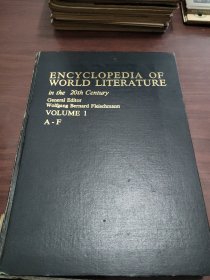 ENCYCLOPEDIA OF
WORLD LITERATURE
in the 20th Century
General Editor
Wolfgang Bernard Fleischmann
VOLUME 1
A - F